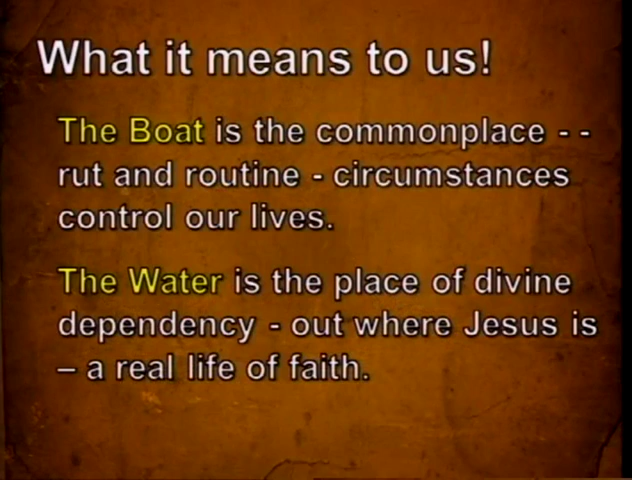 What it means to us!
The Boat is the commonplace - -
rut and routine - circumstances
control our lives.
The Water is the place of divine
dependency - out where Jesus is
– a real life of faith.